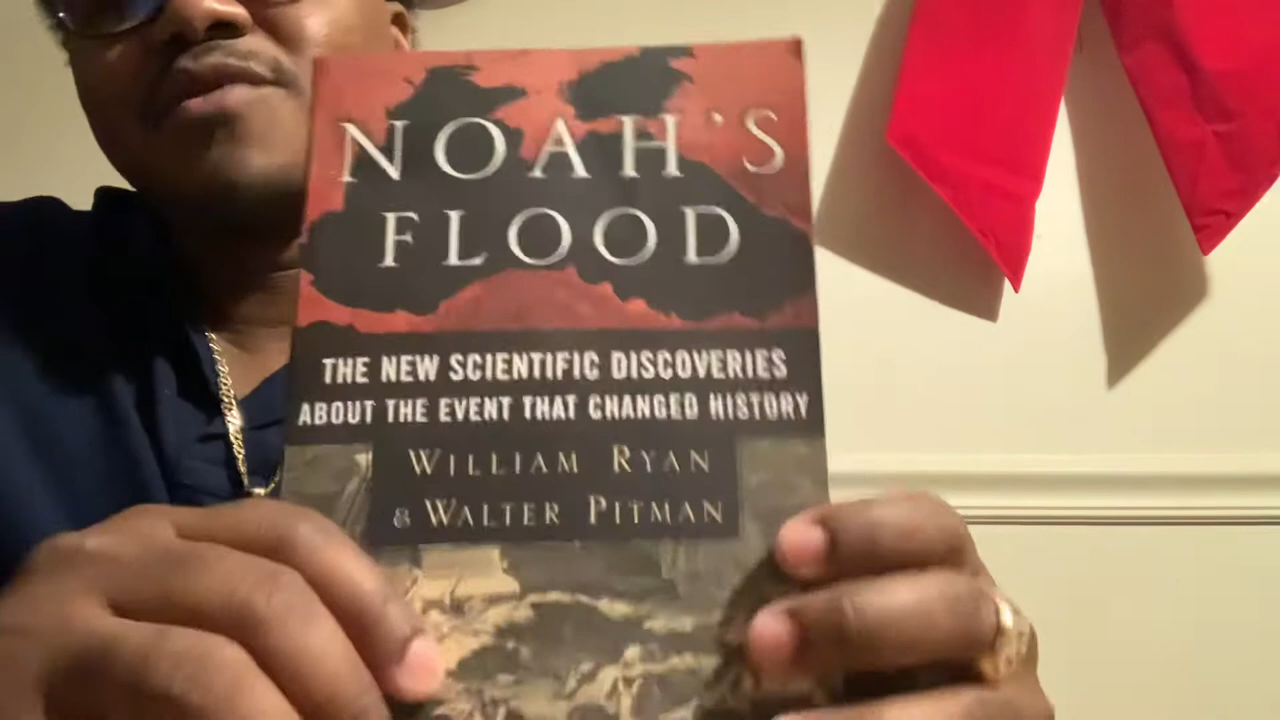 NOAH'S
FLOOD
THE NEW SCIENTIFIC DISCOVERIES
ABOUT THE EVENT THAT CHANGED HISTORY
WILLIAM RYAN
& WALTER PITMAN